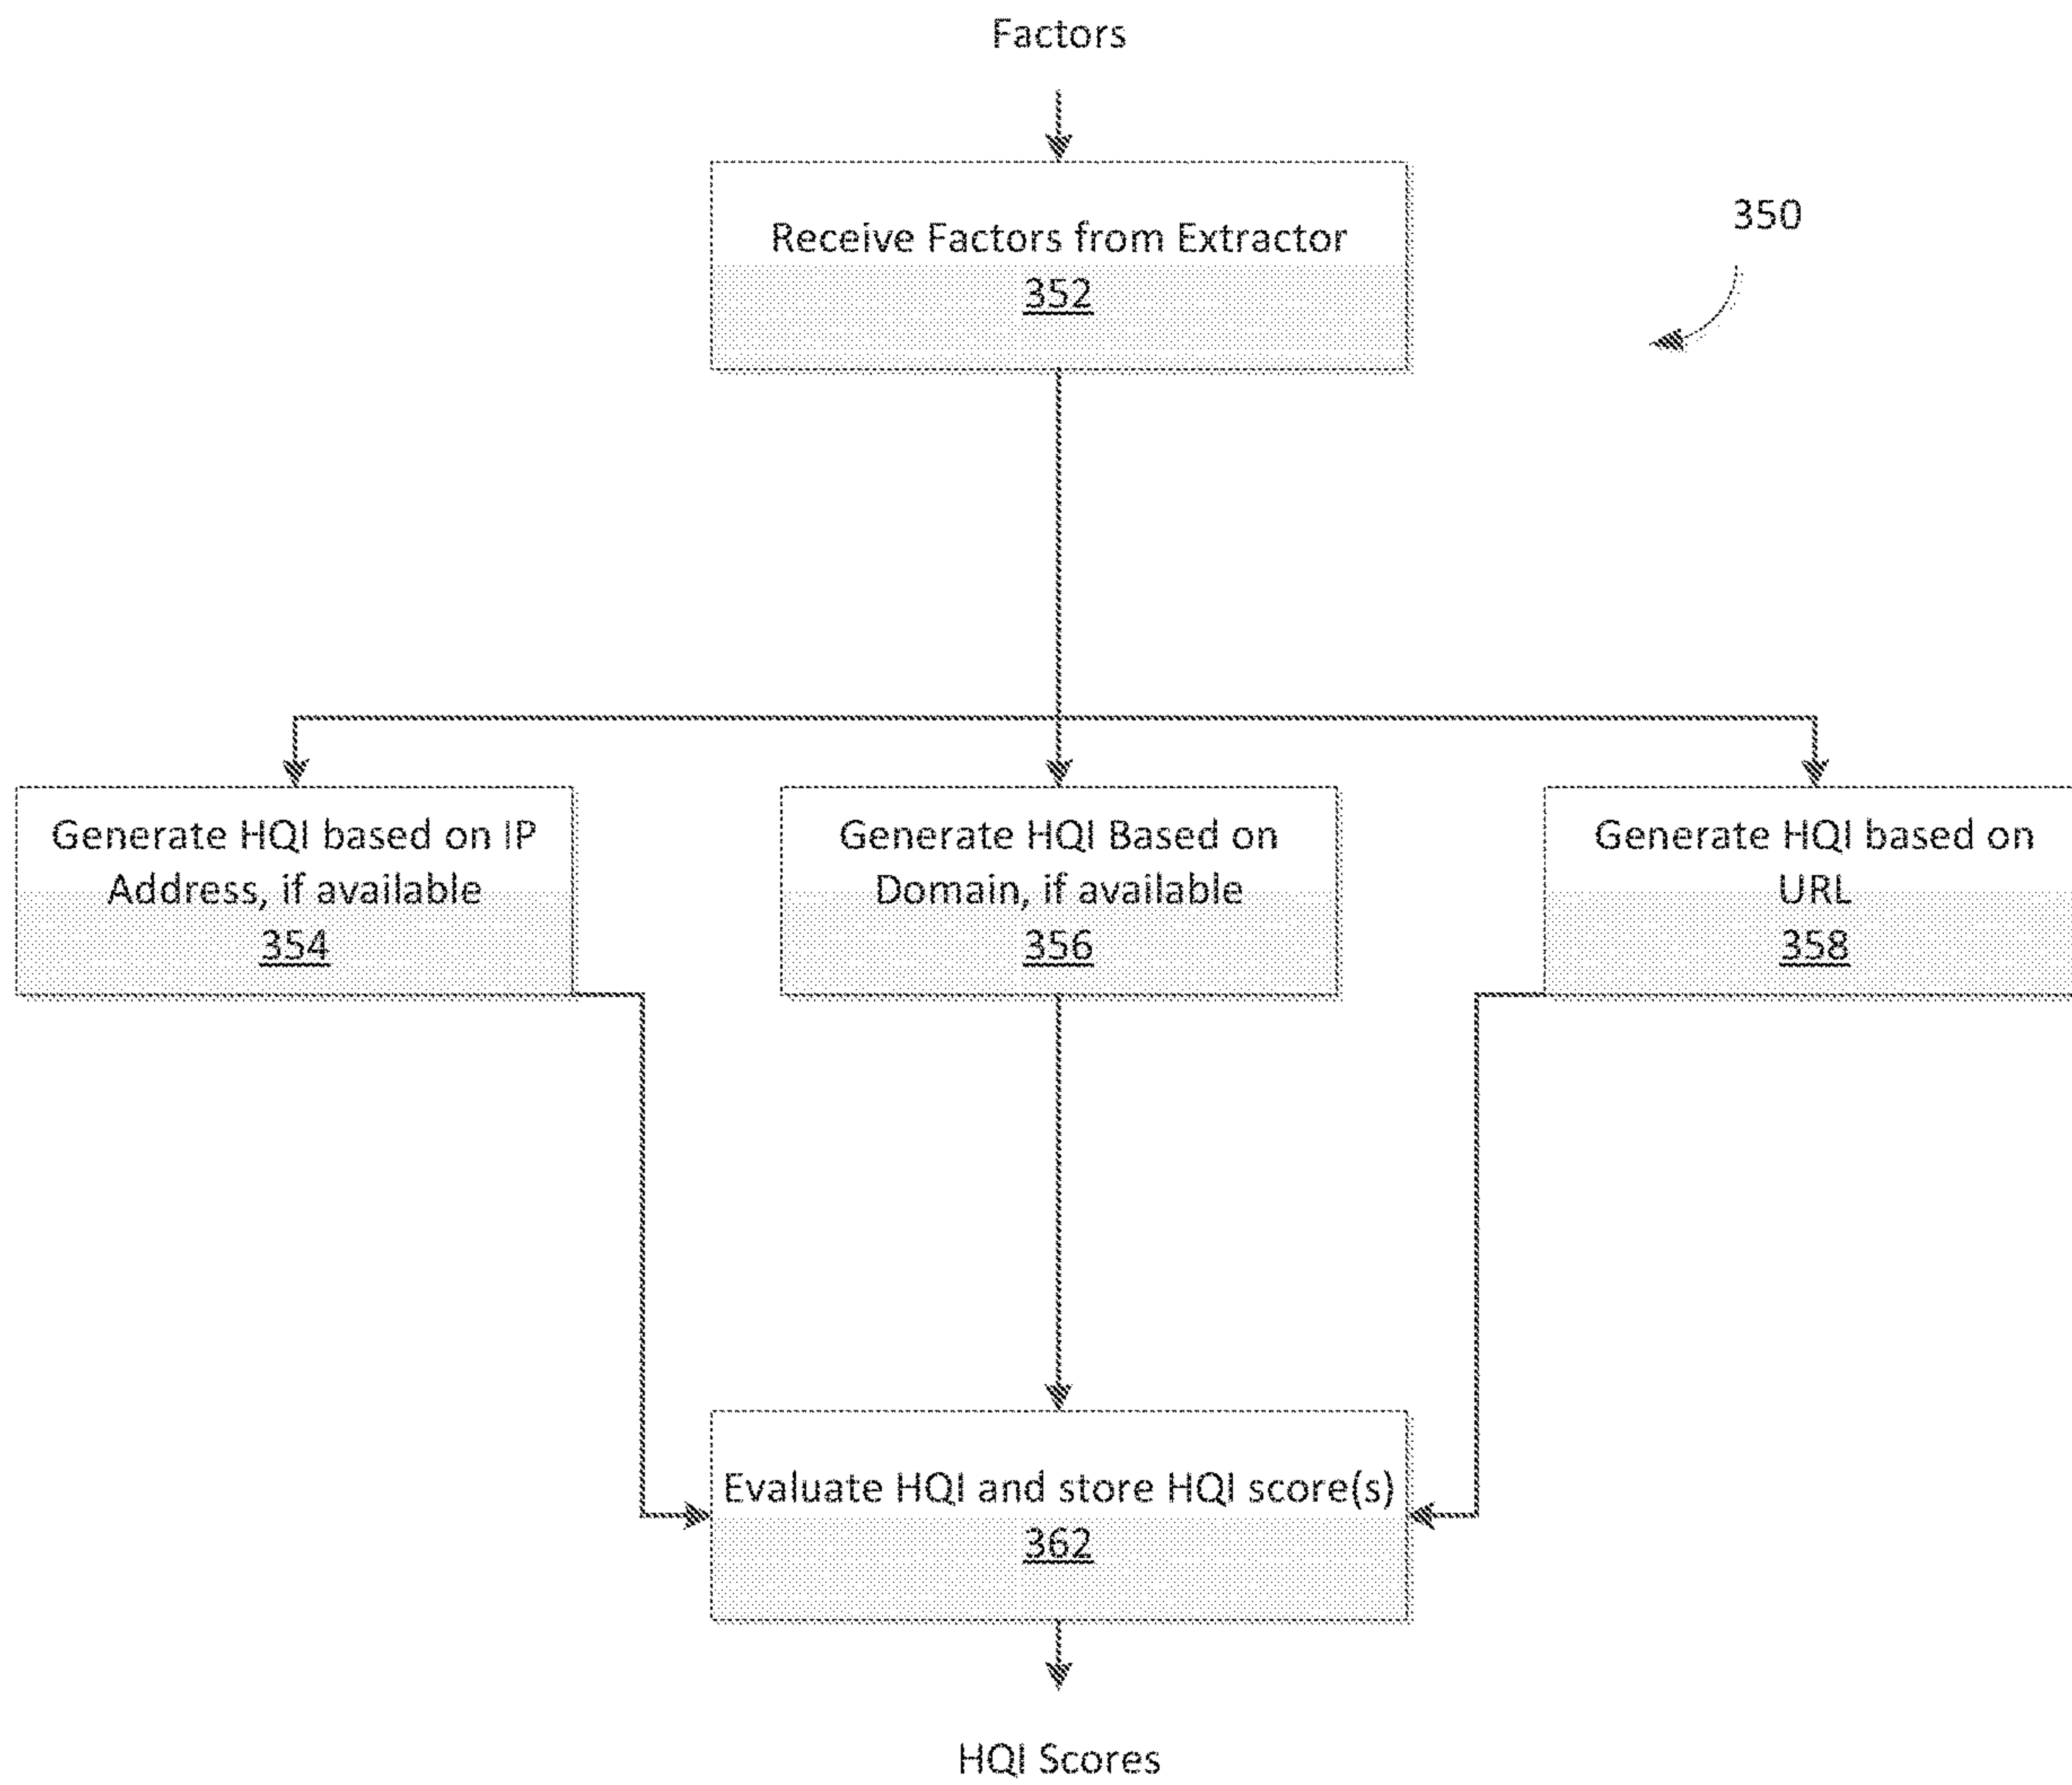 Factors
Receive Factors from Extractor
352
350
Generate HQI based on IP
Address, if available
354
Generate HQI Based on
Domain, if available
356
Generate HQI based on
URL
358
Evaluate HQI and store HQI score(s)
362
HQI Scores